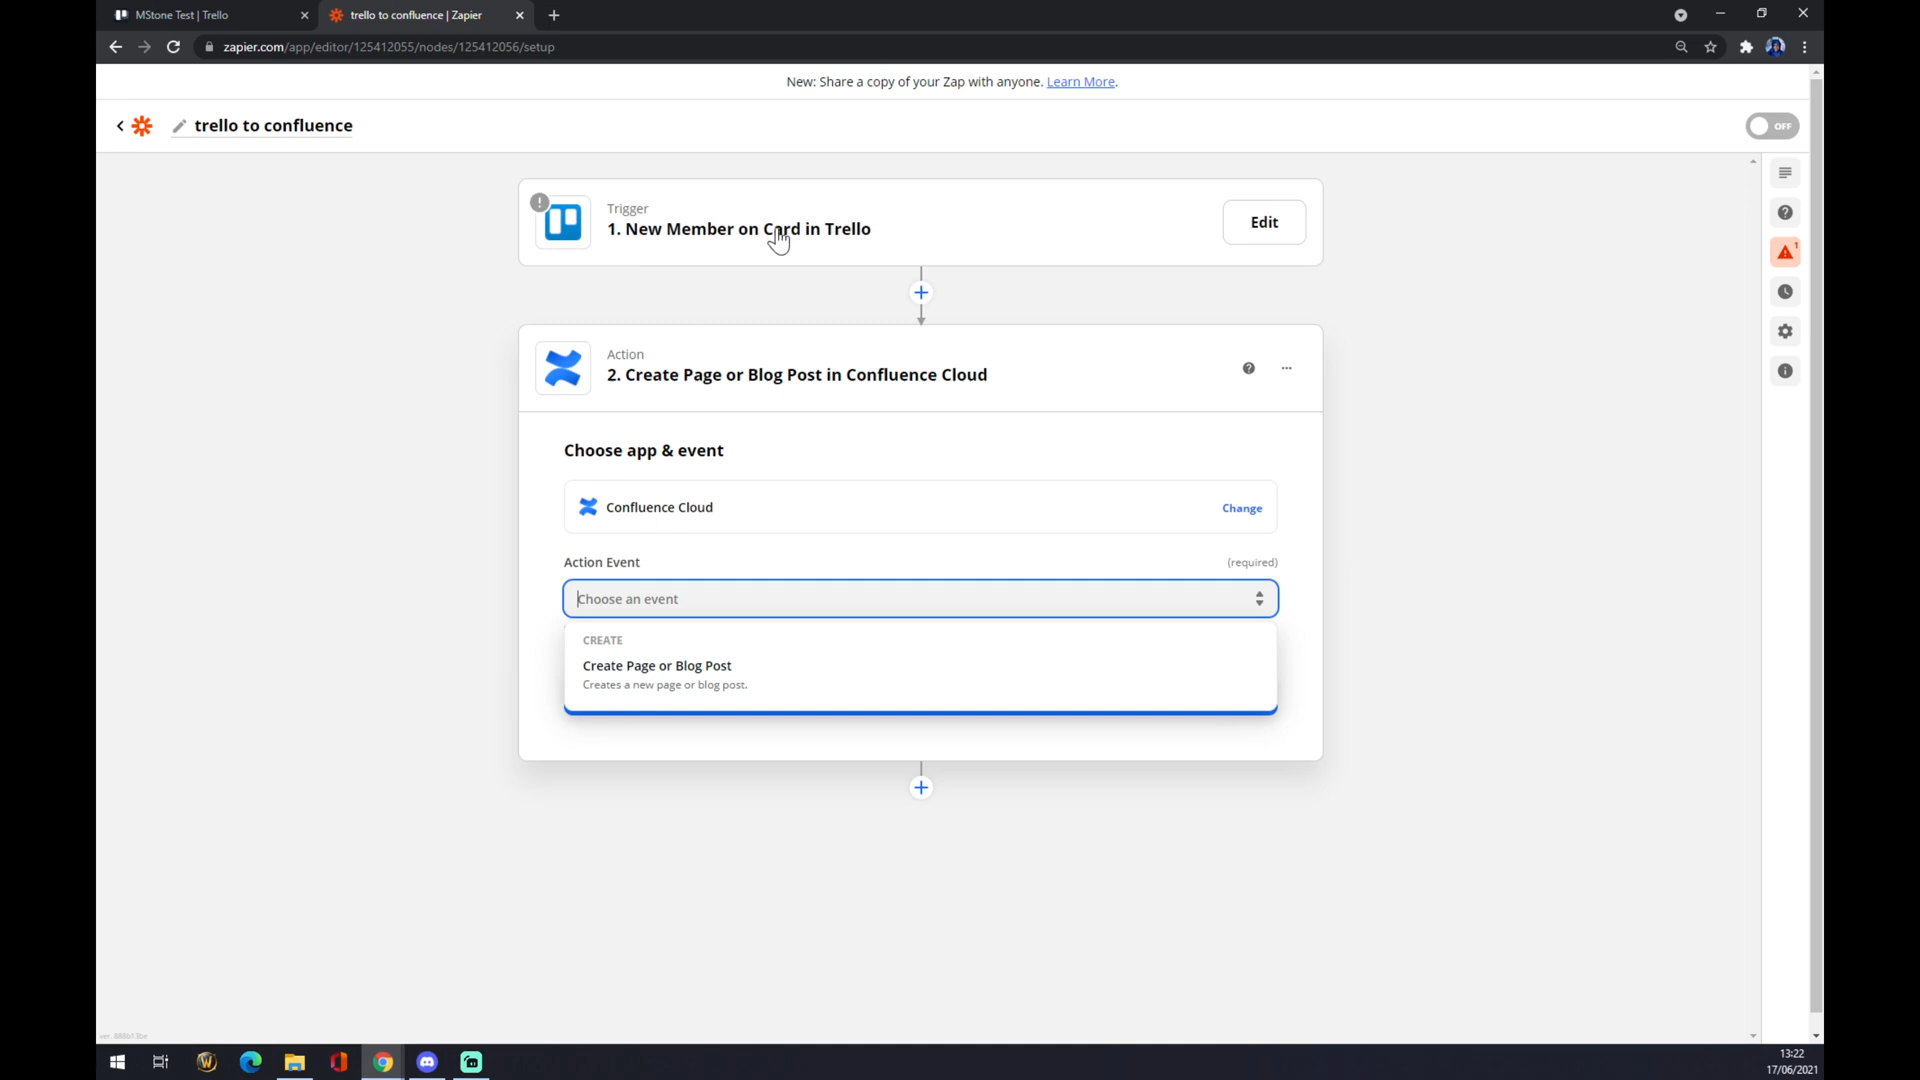 MStone Test | Trello
trello to confluence | Zapier
zapier.com/app/editor/125412055/nodes/125412056/setup
New: Share a copy of your Zap with anyone. Learn More.
trello to confluence
OFF
Trigger
1. New Member on Card in Trello
Edit
1
Action
2. Create Page or Blog Post in Confluence Cloud
Choose app & event
Confluence Cloud
Change
Action Event
(required)
Choose an event
CREATE
Create Page or Blog Post
Creates a new page or blog post.
13:22
17/06/2021